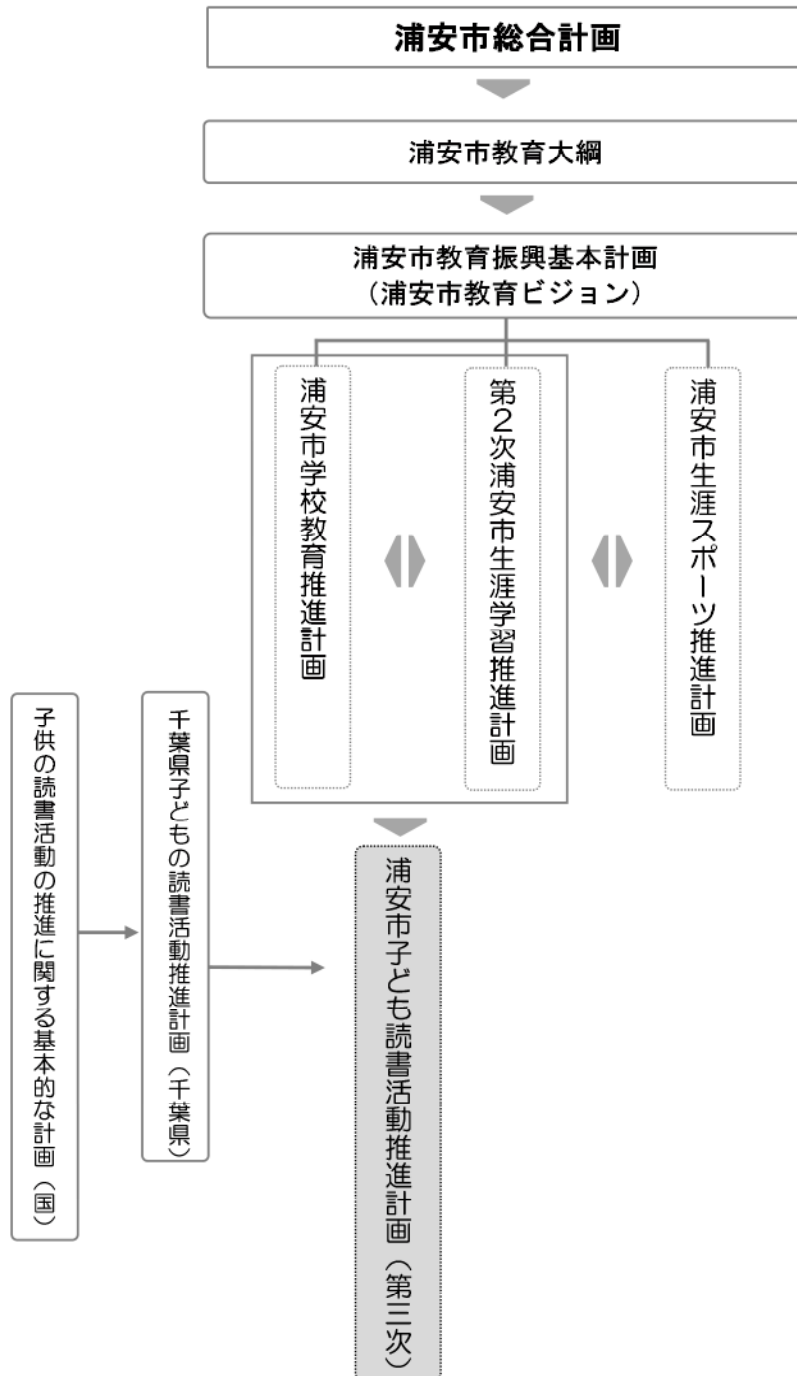 浦安市総合計画
浦安市教育大綱
浦安市教育振興基本計画
（浦安市教育ビジョン）
浦安市学校教育推進計画
第２次浦安市生涯学習推進計画
浦安市生涯スポーツ推進計画
子供の読書活動の推進に関する基本的な計画（国）
千葉県子どもの読書活動推進計画（千葉県）
浦安市子ども読書活動推進計画（第三次）